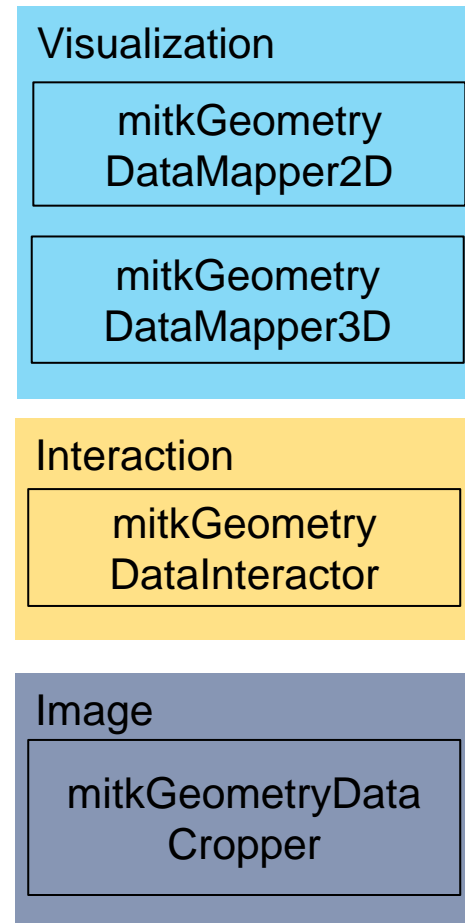 Visualization
mitkGeometry
DataMapper2D
mitkGeometry
DataMapper3D
Interaction
mitkGeometry
DataInteractor
Image
mitkGeometryData
Cropper